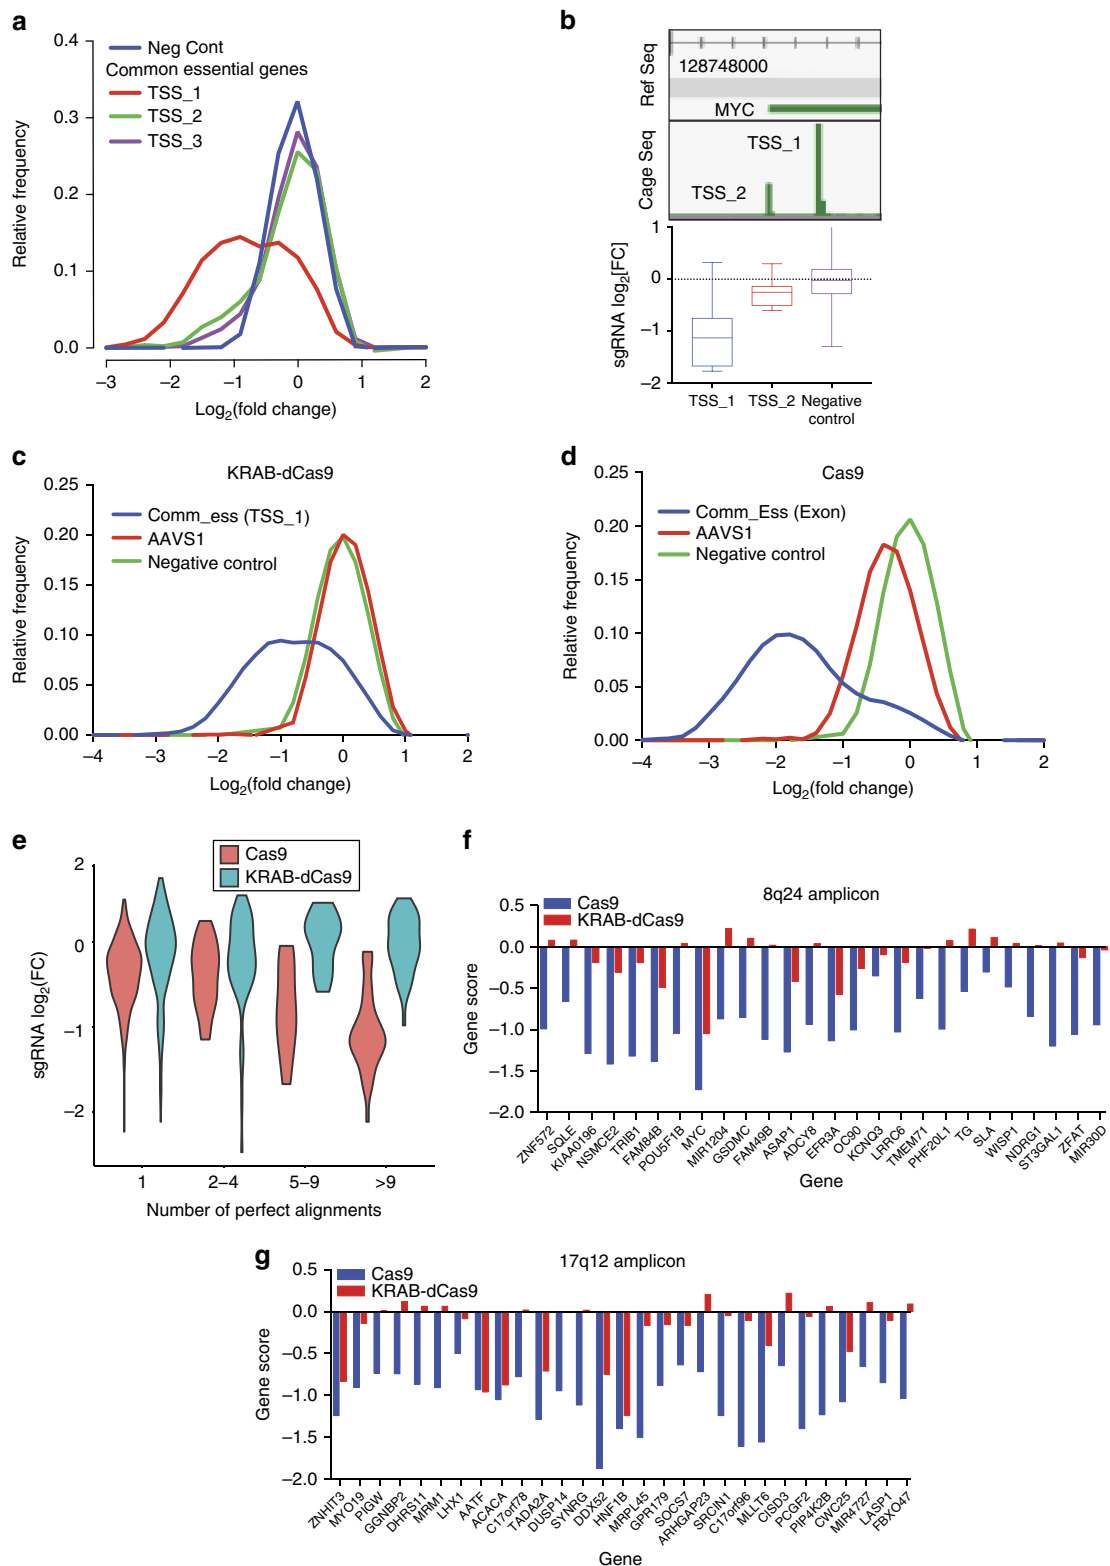 a
0.4
0.3
0.2
0.1
0.0
Relative frequency
Neg Cont
Common essential genes
TSS_1
TSS_2
TSS_3
–3 –2 –1 0 1 2
Log2(fold change)
b
Ref Seq
128748000
MYC
Cage Seq
TSS_1
TSS_2
sgRNA log2[FC]
1
0
–1
–2
TSS_1 TSS_2 Negative control
c
KRAB-dCas9
0.25
0.20
0.15
0.10
0.05
0.00
Relative frequency
Comm_ess (TSS_1)
AAVS1
Negative control
–4 –3 –2 –1 0 1 2
Log2(fold change)
d
Cas9
0.25
0.20
0.15
0.10
0.05
0.00
Relative frequency
Comm_Ess (Exon)
AAVS1
Negative control
–4 –3 –2 –1 0 1 2
Log2(fold change)
e
Cas9
KRAB-dCas9
2
0
–1
–2
sgRNA log2(FC)
1 2–4 5–9 >9
Number of perfect alignments
f
8q24 amplicon
Cas9
KRAB-dCas9
0.5
0.0
–0.5
–1.0
–1.5
–2.0
Gene score
ZNF572 SQLE KIAA0196 NSMCE2 TRIB1 FAM84B POU5F1B MYC MIR1204 GSDMC FAM49B ASAP1 ADCY8 EFR3A OC90 KCNQ3 LRRC6 TMEM71 PHF20L1 TG SLA WISP1 NDRG1 ST3GAL1 ZFAT MIR30D
Gene
g
17q12 amplicon
Cas9
KRAB-dCas9
0.5
0.0
–0.5
–1.0
–1.5
–2.0
Gene score
ZNHIT3 MYO19 PIGW GGNBP2 DHRS11 MRM1 LHX1 AATF ACACA C17orf78 TADA2A DUSP14 SYNRG DDX52 HNF1B MRPL45 GPR179 SOCS7 ARHGAP23 SRCIN1 C17orf96 MLLT6 CISD3 PCGF2 PIP4K2B CWC25 MIR4727 LASP1 FBXO47
Gene